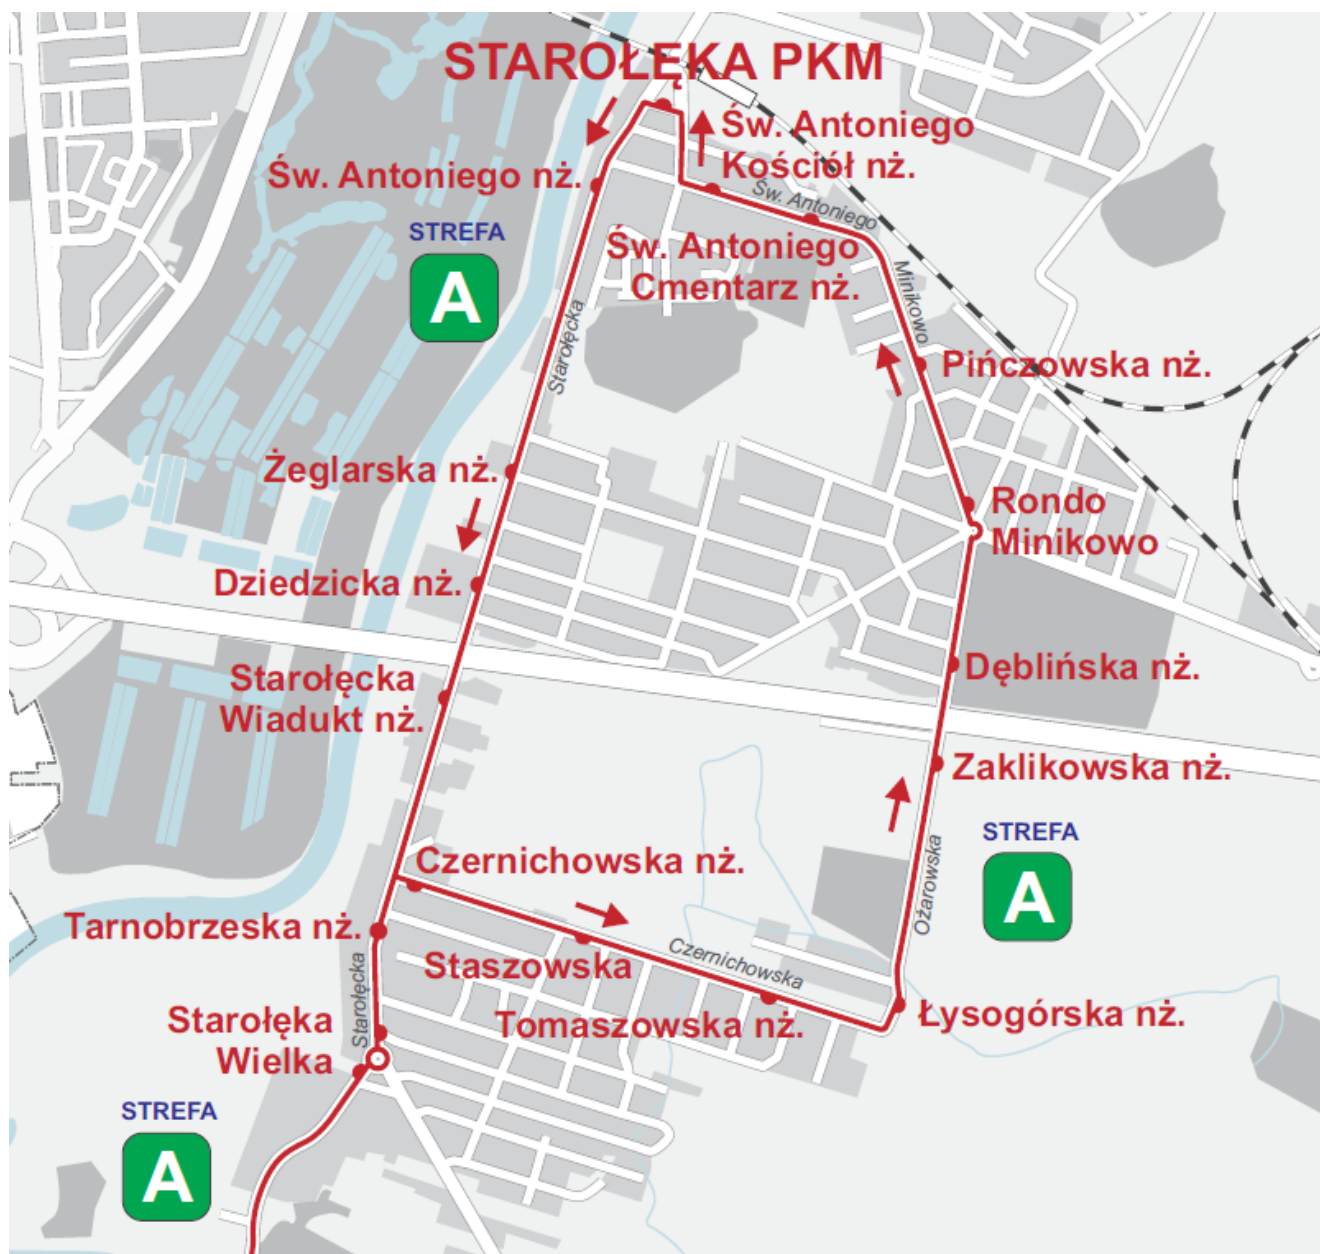 STAROŁĘKA PKM
Św. Antoniego
Kościół nż.
Św. Antoniego nż.
Św. Antoniego
STREFA
A
Św. Antoniego
Cmentarz nż.
Minikowo
Starołęcka
Pińczowska nż.
Żeglarska nż.
Rondo
Minikowo
Dziedzicka nż.
Dęblińska nż.
Starołęcka
Wiadukt nż.
Zaklikowska nż.
STREFA
A
Ożarowska
Czernichowska nż.
Tarnobrzeska nż.
Staszowska
Czernichowska
Starołęcka
Łysogórska nż.
Tomaszowska nż.
Starołęka
Wielka
STREFA
A